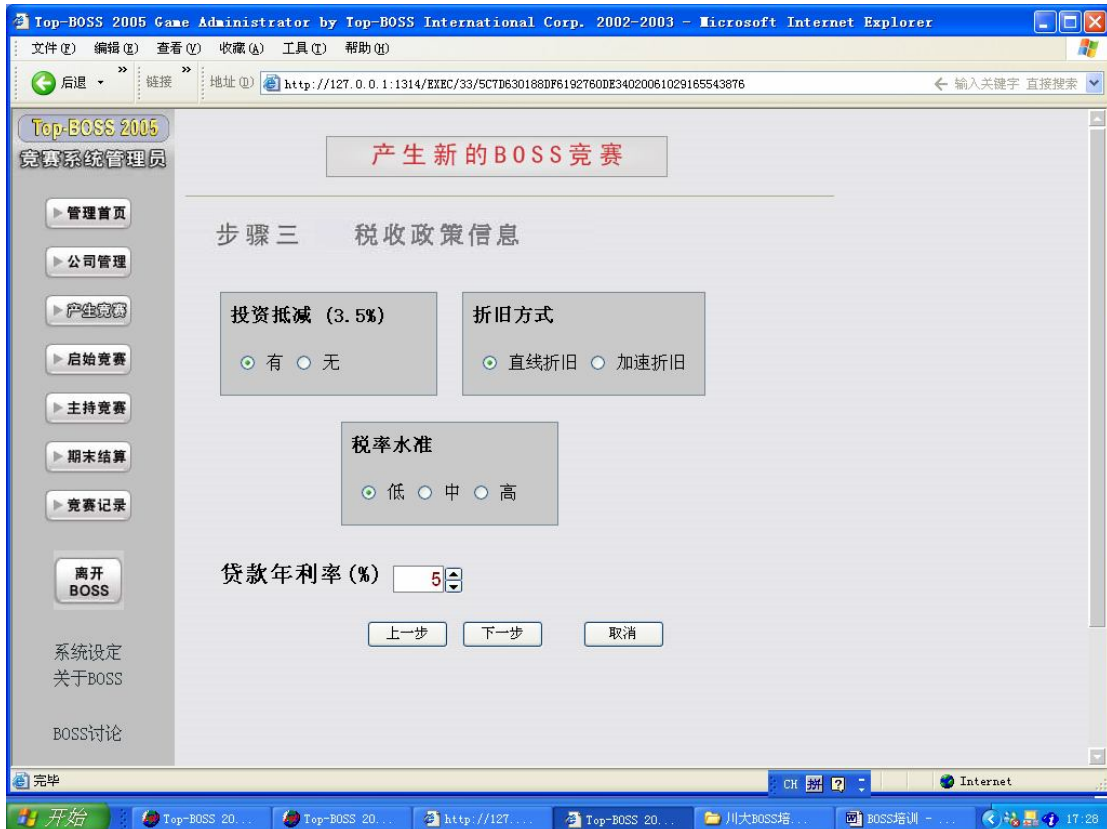 Top-BOSS 2005 Game Administrator by Top-BOSS International Corp. 2002-2003 - Microsoft Internet Explorer
文件(F) 编辑(E) 查看(V) 收藏(A) 工具(T) 帮助(H)
后退 » 链接 » 地址(D) http://127.0.0.1:1314/EXEC/33/5C7D630188DF6192760DE34020061029165543876 输入关键字 直接搜索
Top-BOSS 2005
竞赛系统管理员
产生新的BOSS竞赛
管理首页
步骤三 税收政策信息
公司管理
产生竞赛
投资抵减 (3.5%) 折旧方式
启始竞赛
有 无 直线折旧 加速折旧
主持竞赛
税率水准
期末结算
低 中 高
竞赛记录
离开
BOSS
贷款年利率(%) 5
上一步 下一步 取消
系统设定
关于BOSS
BOSS讨论
完毕 CH 拼 ? Internet
开始 Top-BOSS 20... Top-BOSS 20... http://127.... Top-BOSS 20... 川大BOSS培... BOSS培训 - ... 17:28